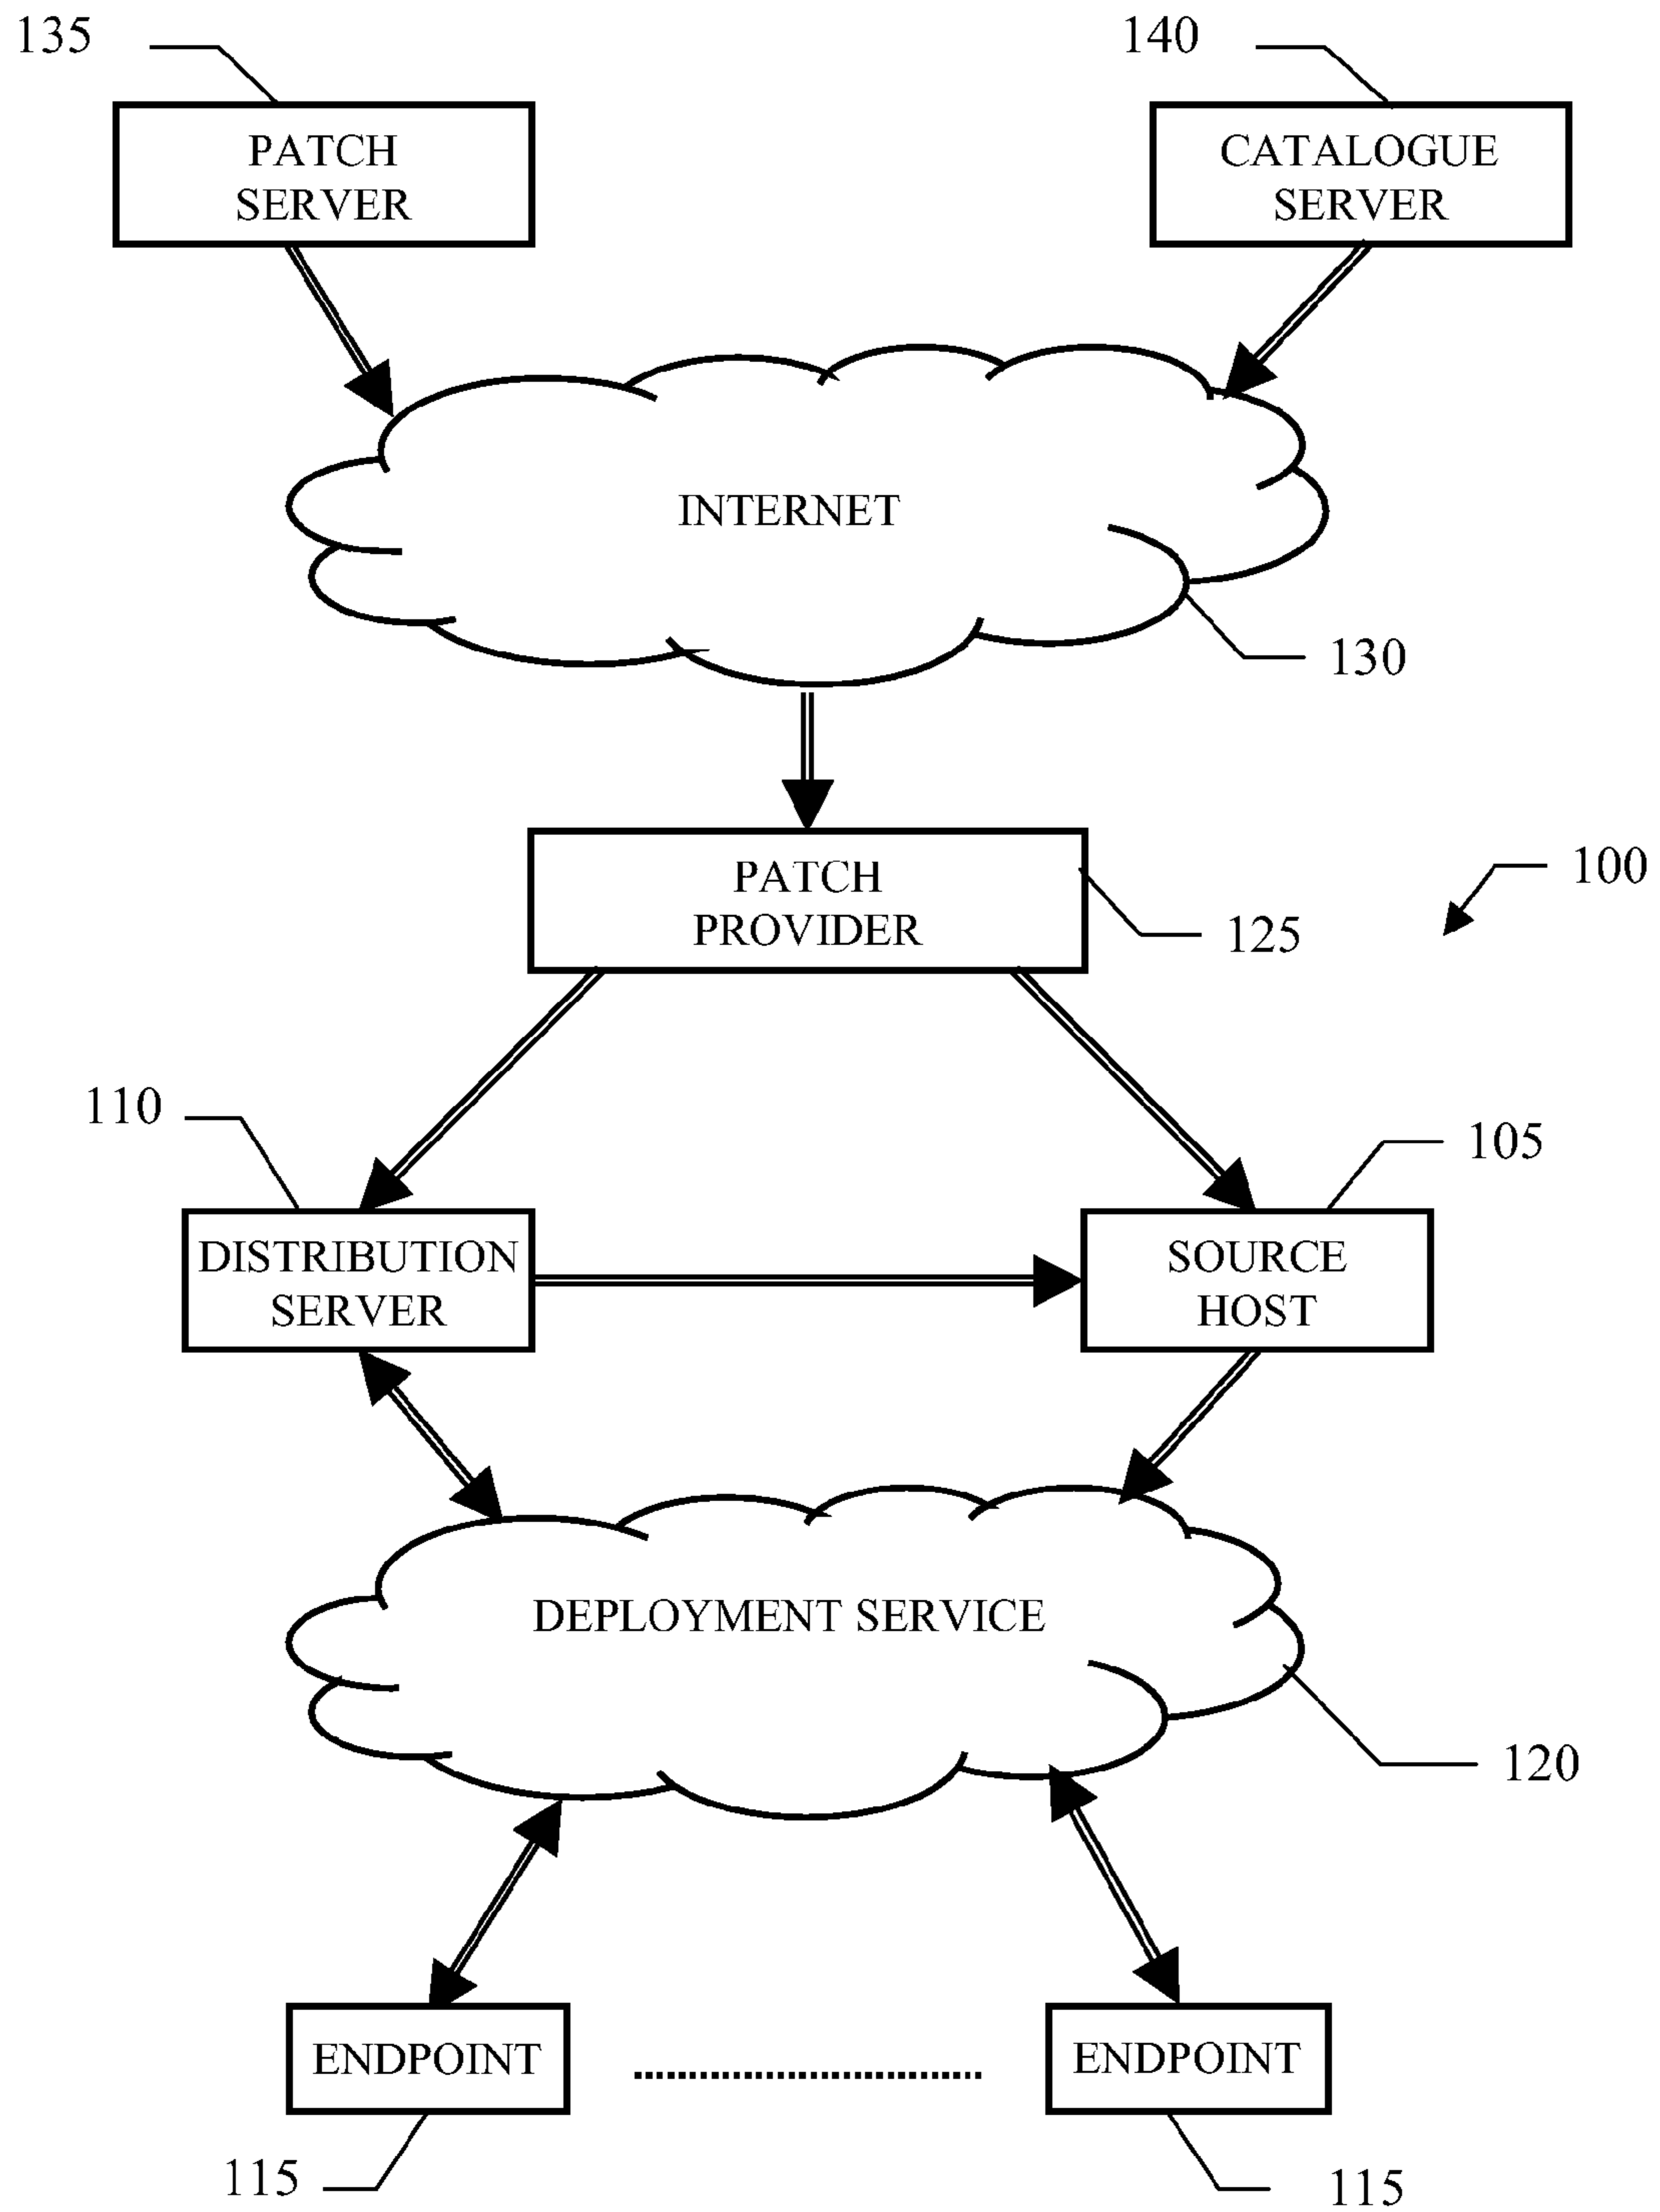 135
140
PATCH
SERVER
CATALOGUE
SERVER
INTERNET
130
PATCH
PROVIDER
100
125
110
105
DISTRIBUTION
SERVER
SOURCE
HOST
DEPLOYMENT SERVICE
120
ENDPOINT
ENDPOINT
115
115